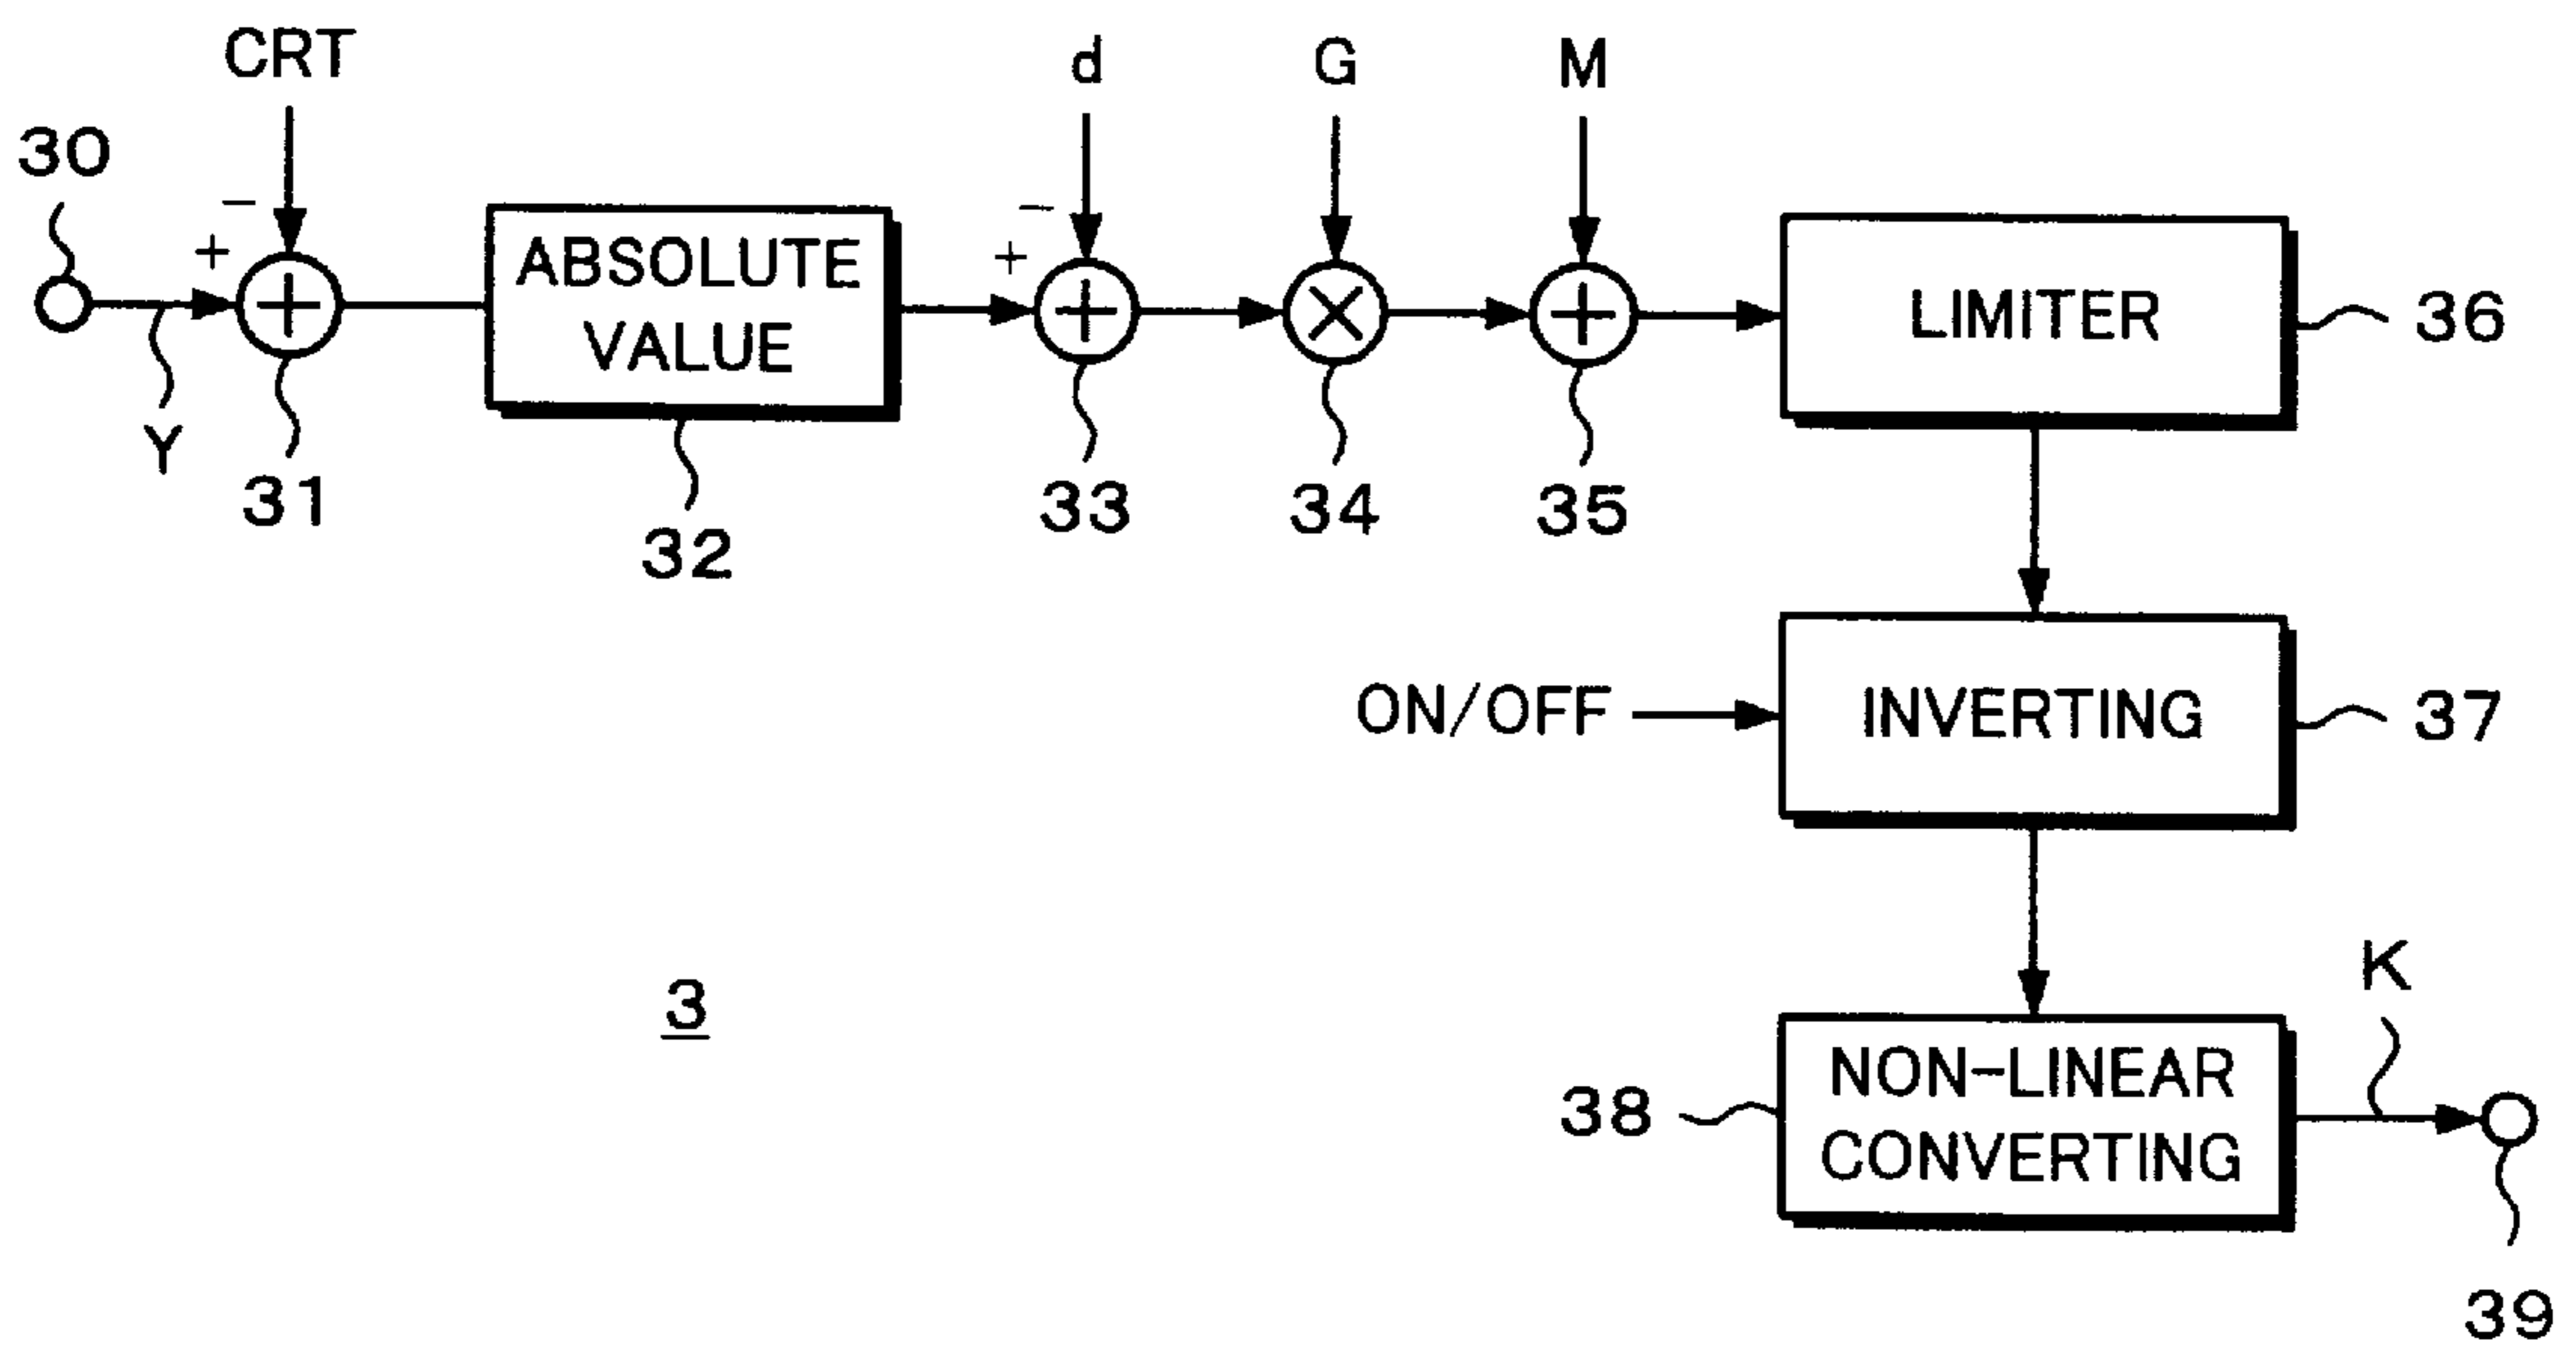 CRT
d
G
M
30
−
+
−
+
ABSOLUTE
VALUE
LIMITER
36
Y
31
32
33
34
35
ON/OFF
INVERTING
37
3
K
38
NON-LINEAR
CONVERTING
39